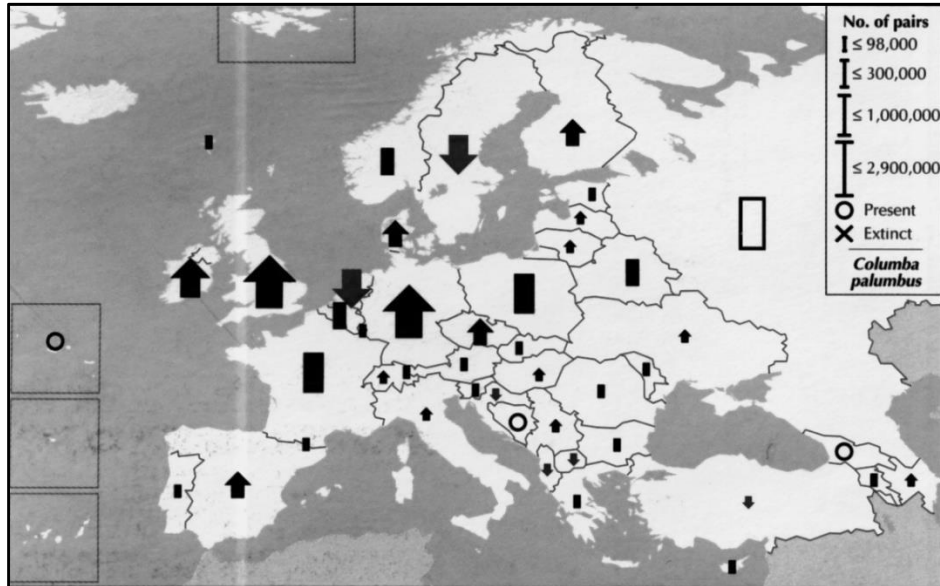 No. of pairs
≤ 98,000
≤ 300,000
≤ 1,000,000
≤ 2,900,000
Present
Extinct
Columba
palumbus